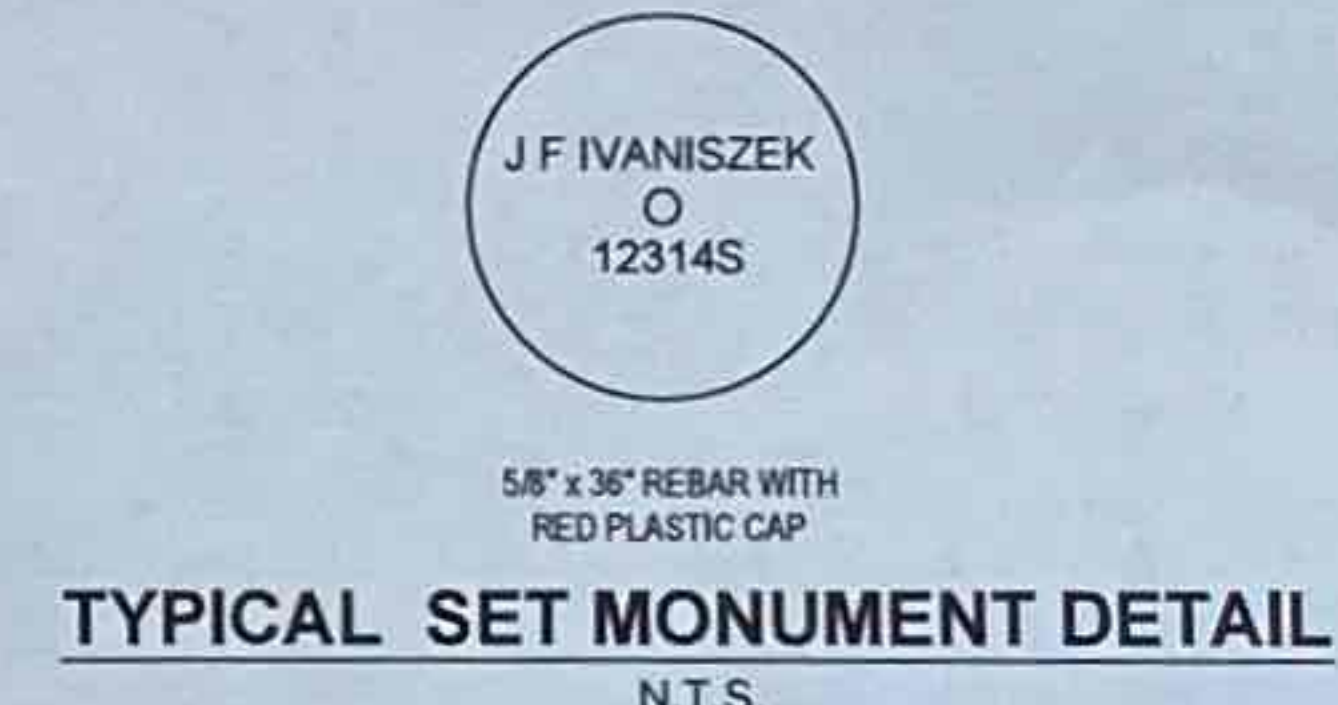 J F IVANISZEK
O
12314S
5/8" x 36" REBAR WITH
RED PLASTIC CAP
TYPICAL SET MONUMENT DETAIL
N.T.S.